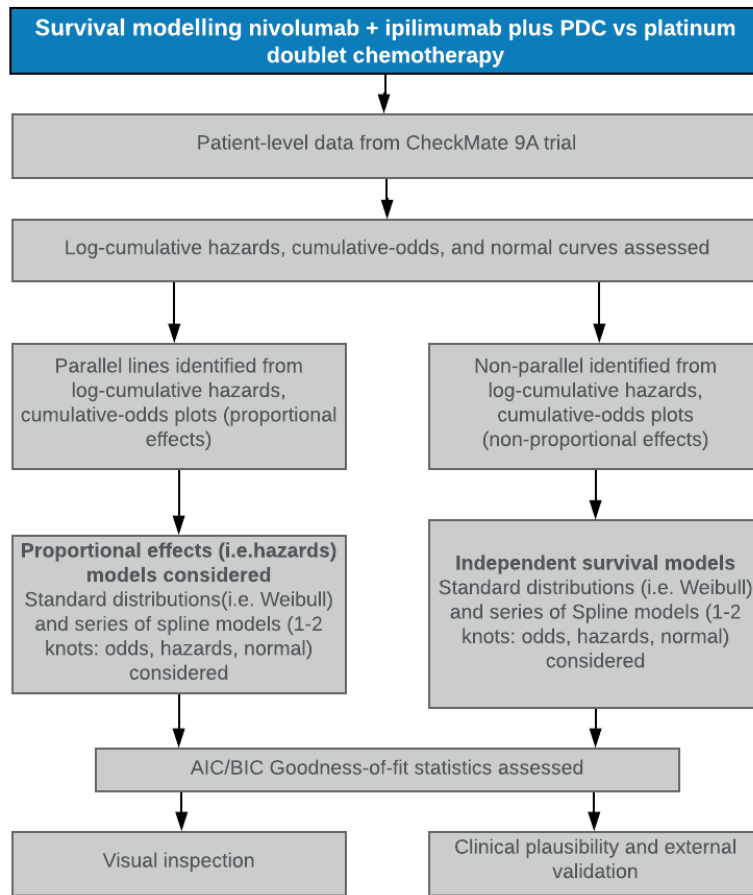 Survival modelling nivolumab + ipilimumab plus PDC vs platinum
doublet chemotherapy
Patient-level data from CheckMate 9A trial
Log-cumulative hazards, cumulative-odds, and normal curves assessed
Parallel lines identified from
log-cumulative hazards,
cumulative-odds plots (proportional
effects)
Non-parallel identified from
log-cumulative hazards,
cumulative-odds plots
(non-proportional effects)
Proportional effects (i.e.hazards)
models considered
Standard distributions(i.e. Weibull)
and series of spline models (1-2
knots: odds, hazards, normal)
considered
Independent survival models
Standard distributions (i.e. Weibull)
and series of Spline models (1-2
knots: odds, hazards, normal)
considered
AIC/BIC Goodness-of-fit statistics assessed
Visual inspection
Clinical plausibility and external
validation